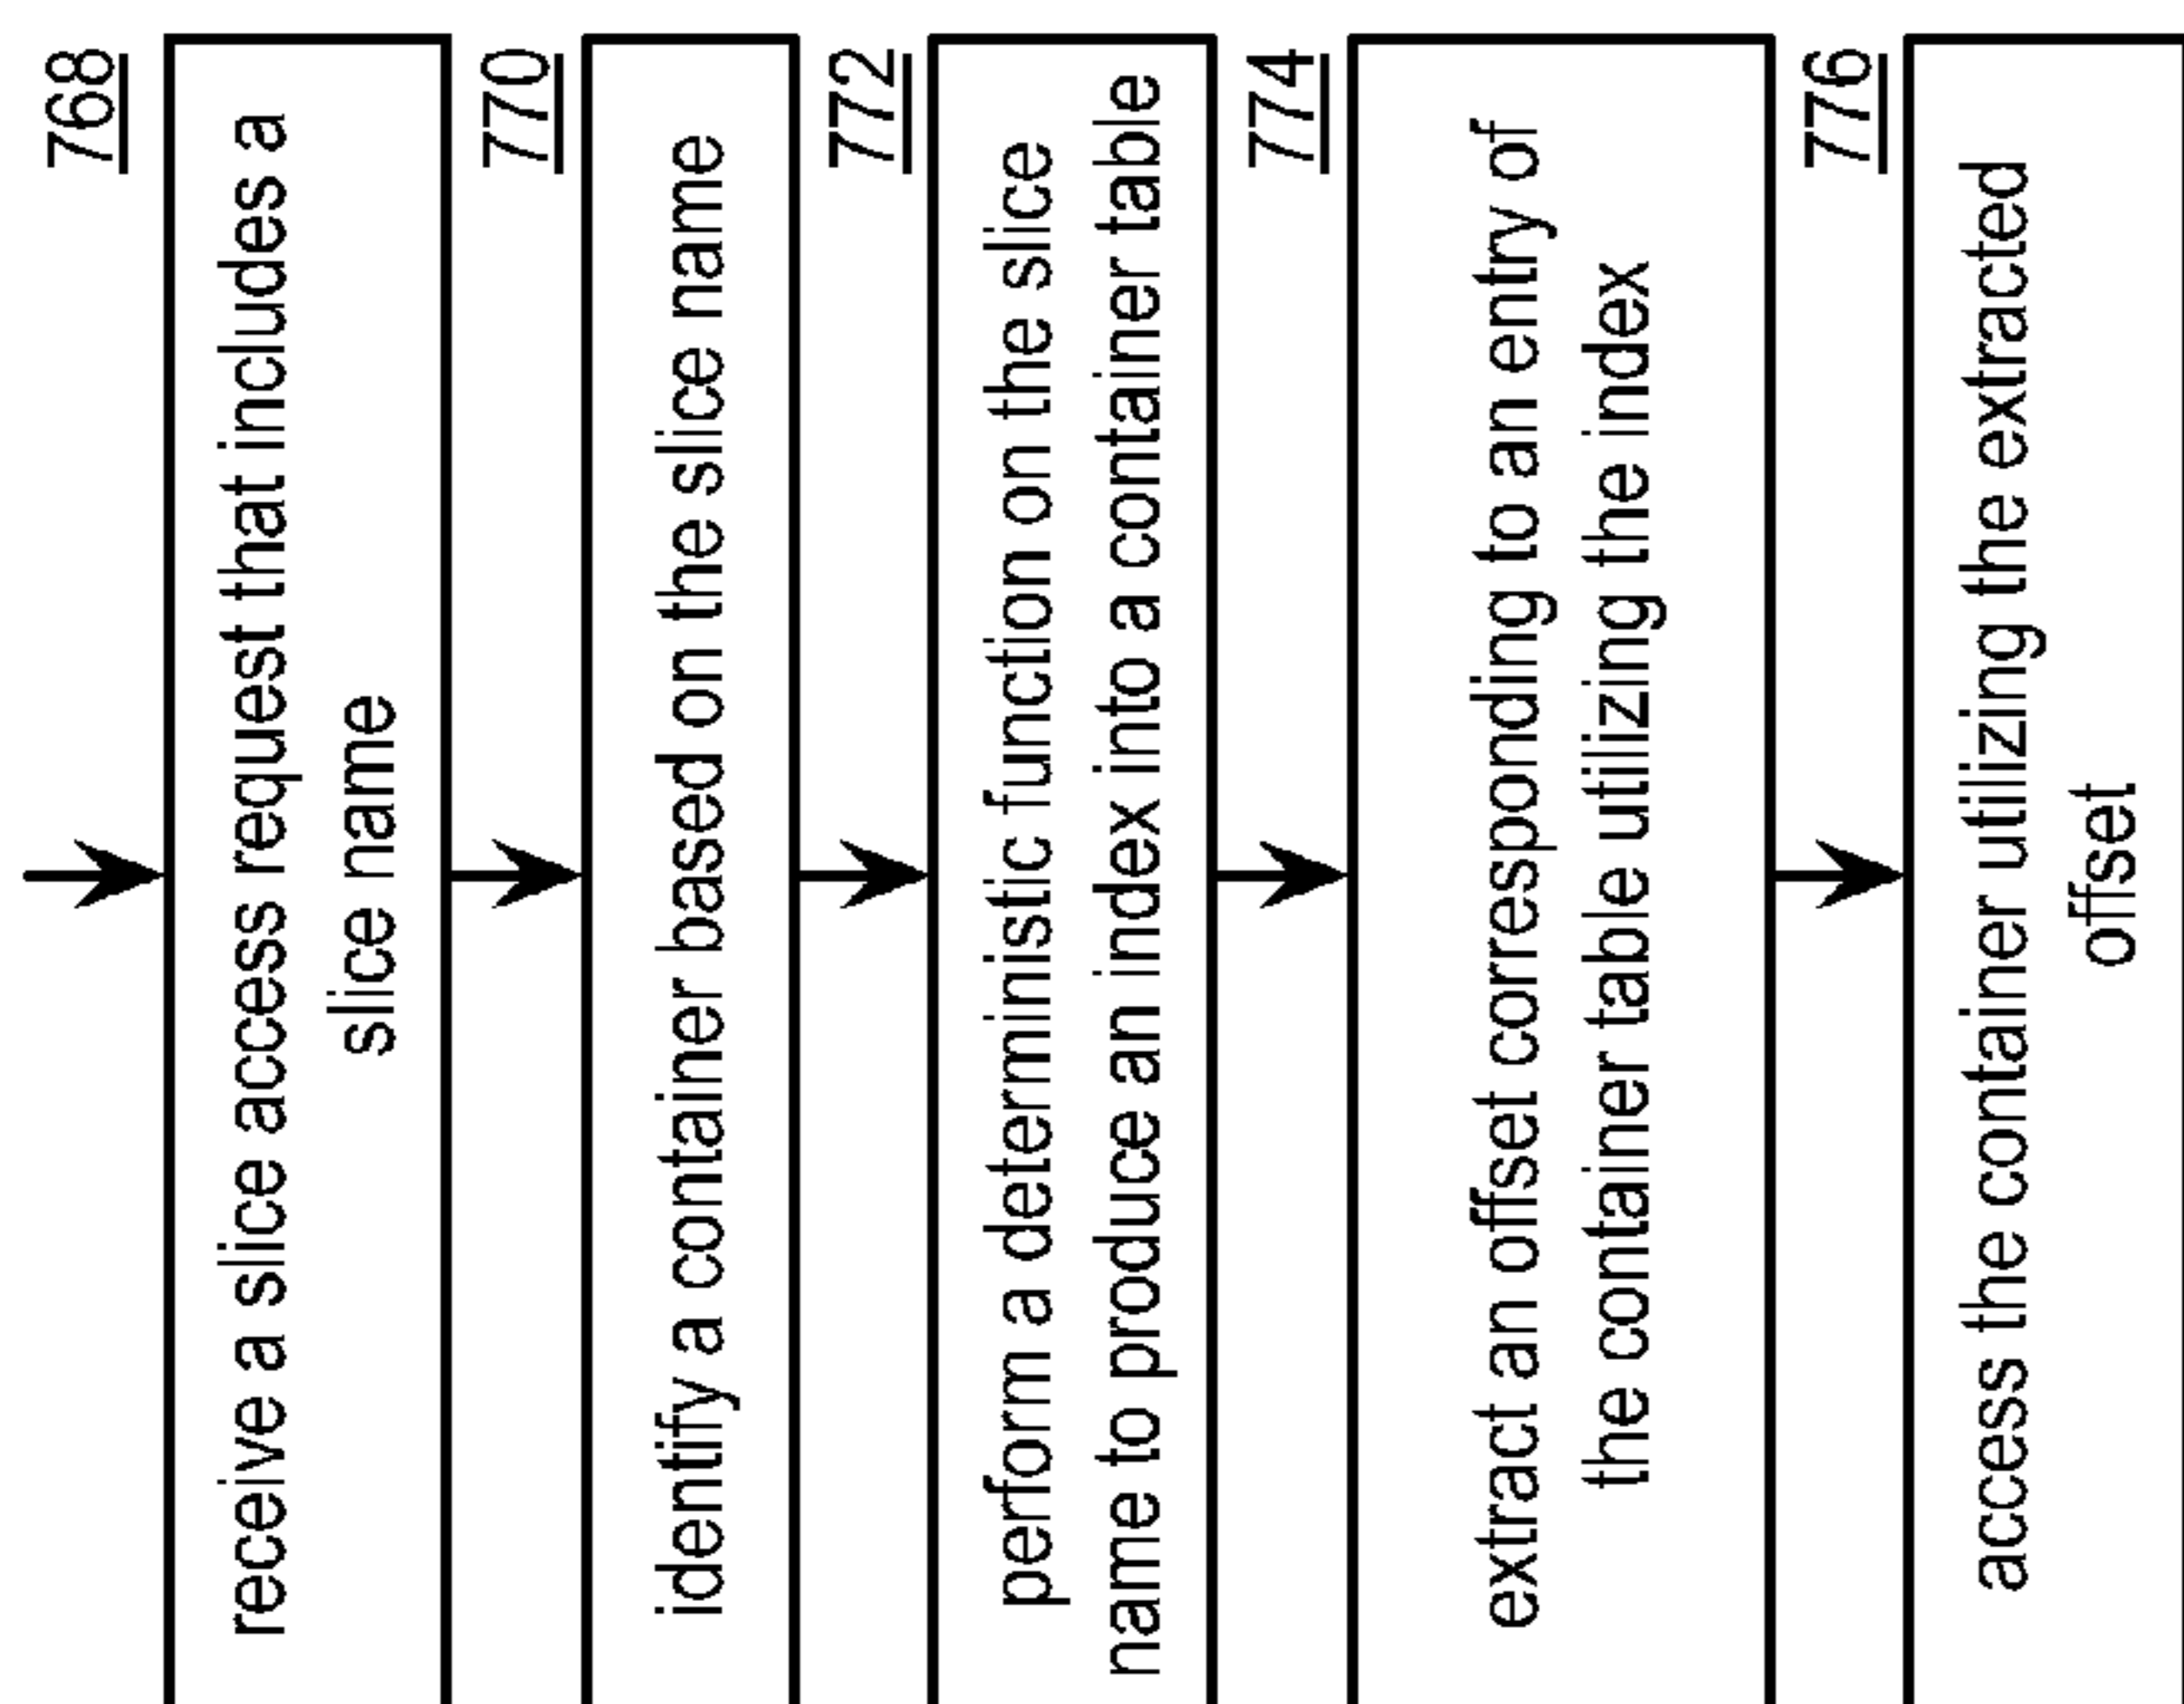 768
receive a slice access request that includes a
slice name
770
identify a container based on the slice name
772
perform a deterministic function on the slice
name to produce an index into a container table
774
extract an offset corresponding to an entry of
the container table utilizing the index
776
access the container utilizing the extracted
offset